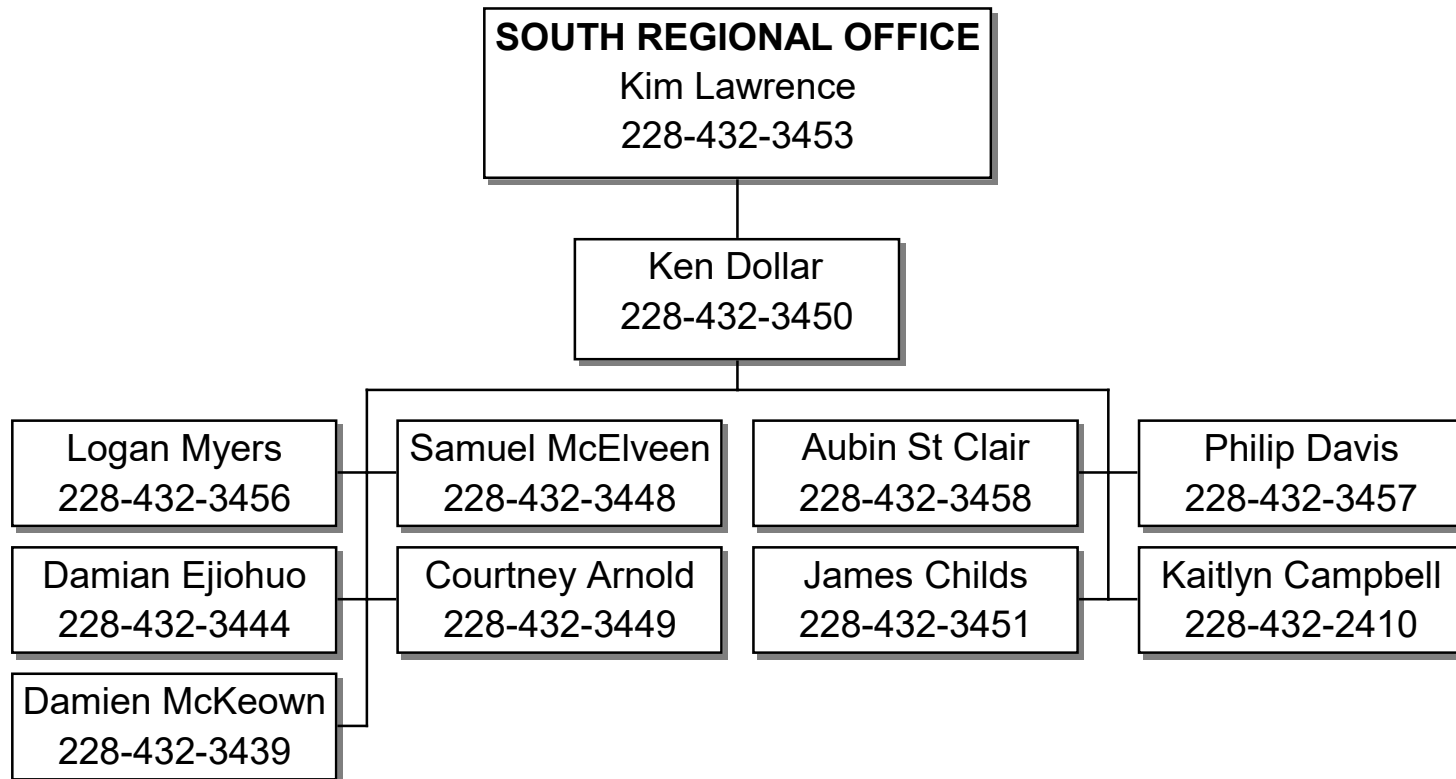 SOUTH REGIONAL OFFICE
Kim Lawrence
228-432-3453
Ken Dollar
228-432-3450
Logan Myers
228-432-3456
Samuel McElveen
228-432-3448
Aubin St Clair
228-432-3458
Philip Davis
228-432-3457
Damian Ejiohuo
228-432-3444
Courtney Arnold
228-432-3449
James Childs
228-432-3451
Kaitlyn Campbell
228-432-2410
Damien McKeown
228-432-3439